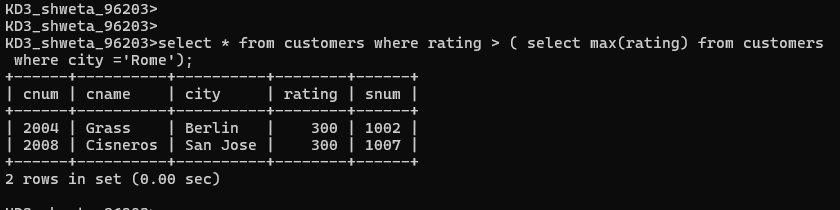 KD3_shweta_96203>
KD3_shweta_96203>
KD3_shweta_96203>select * from customers where rating > ( select max(rating) from customers
 where city ='Rome');
+------+----------+----------+--------+------+
| cnum | cname    | city     | rating | snum |
+------+----------+----------+--------+------+
| 2004 | Grass    | Berlin   |    300 | 1002 |
| 2008 | Cisneros | San Jose |    300 | 1007 |
+------+----------+----------+--------+------+
2 rows in set (0.00 sec)